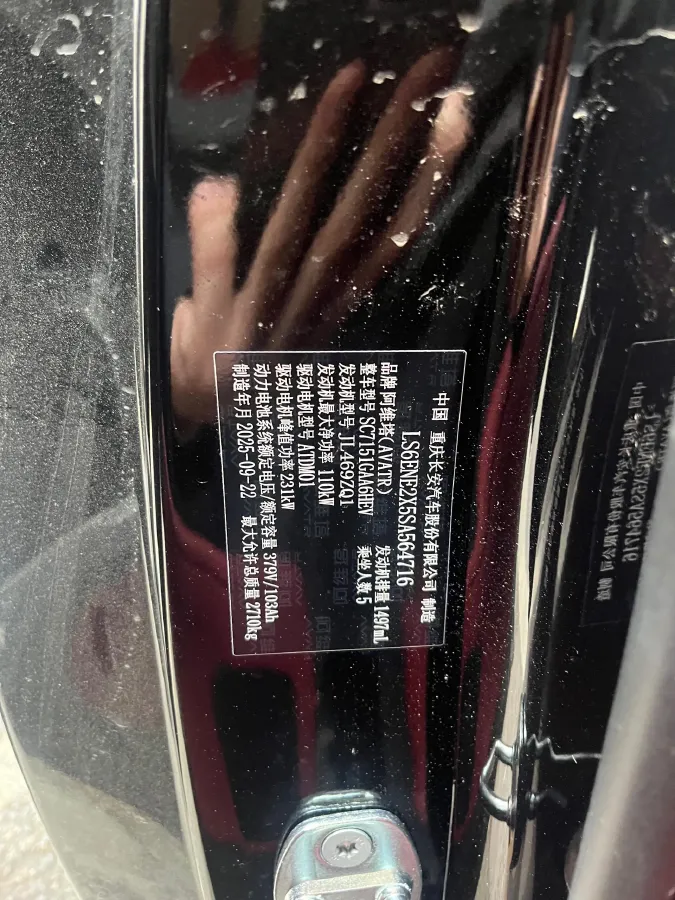 中国 重庆长安汽车股份有限公司 制造
LS6ENE2X5SA564716
品牌 阿维塔(AVATR) 发动机排量 1497mL
整车型号 SC7151GAA6HEV 乘坐人数 5
发动机型号 JL469ZQ1
发动机最大净功率 110kW
驱动电机型号 ATDM01
驱动电机峰值功率 231kW
动力电池系统额定电压/额定容量 379V/103Ah
制造年月 2025-09-22 最大允许总质量 2710kg